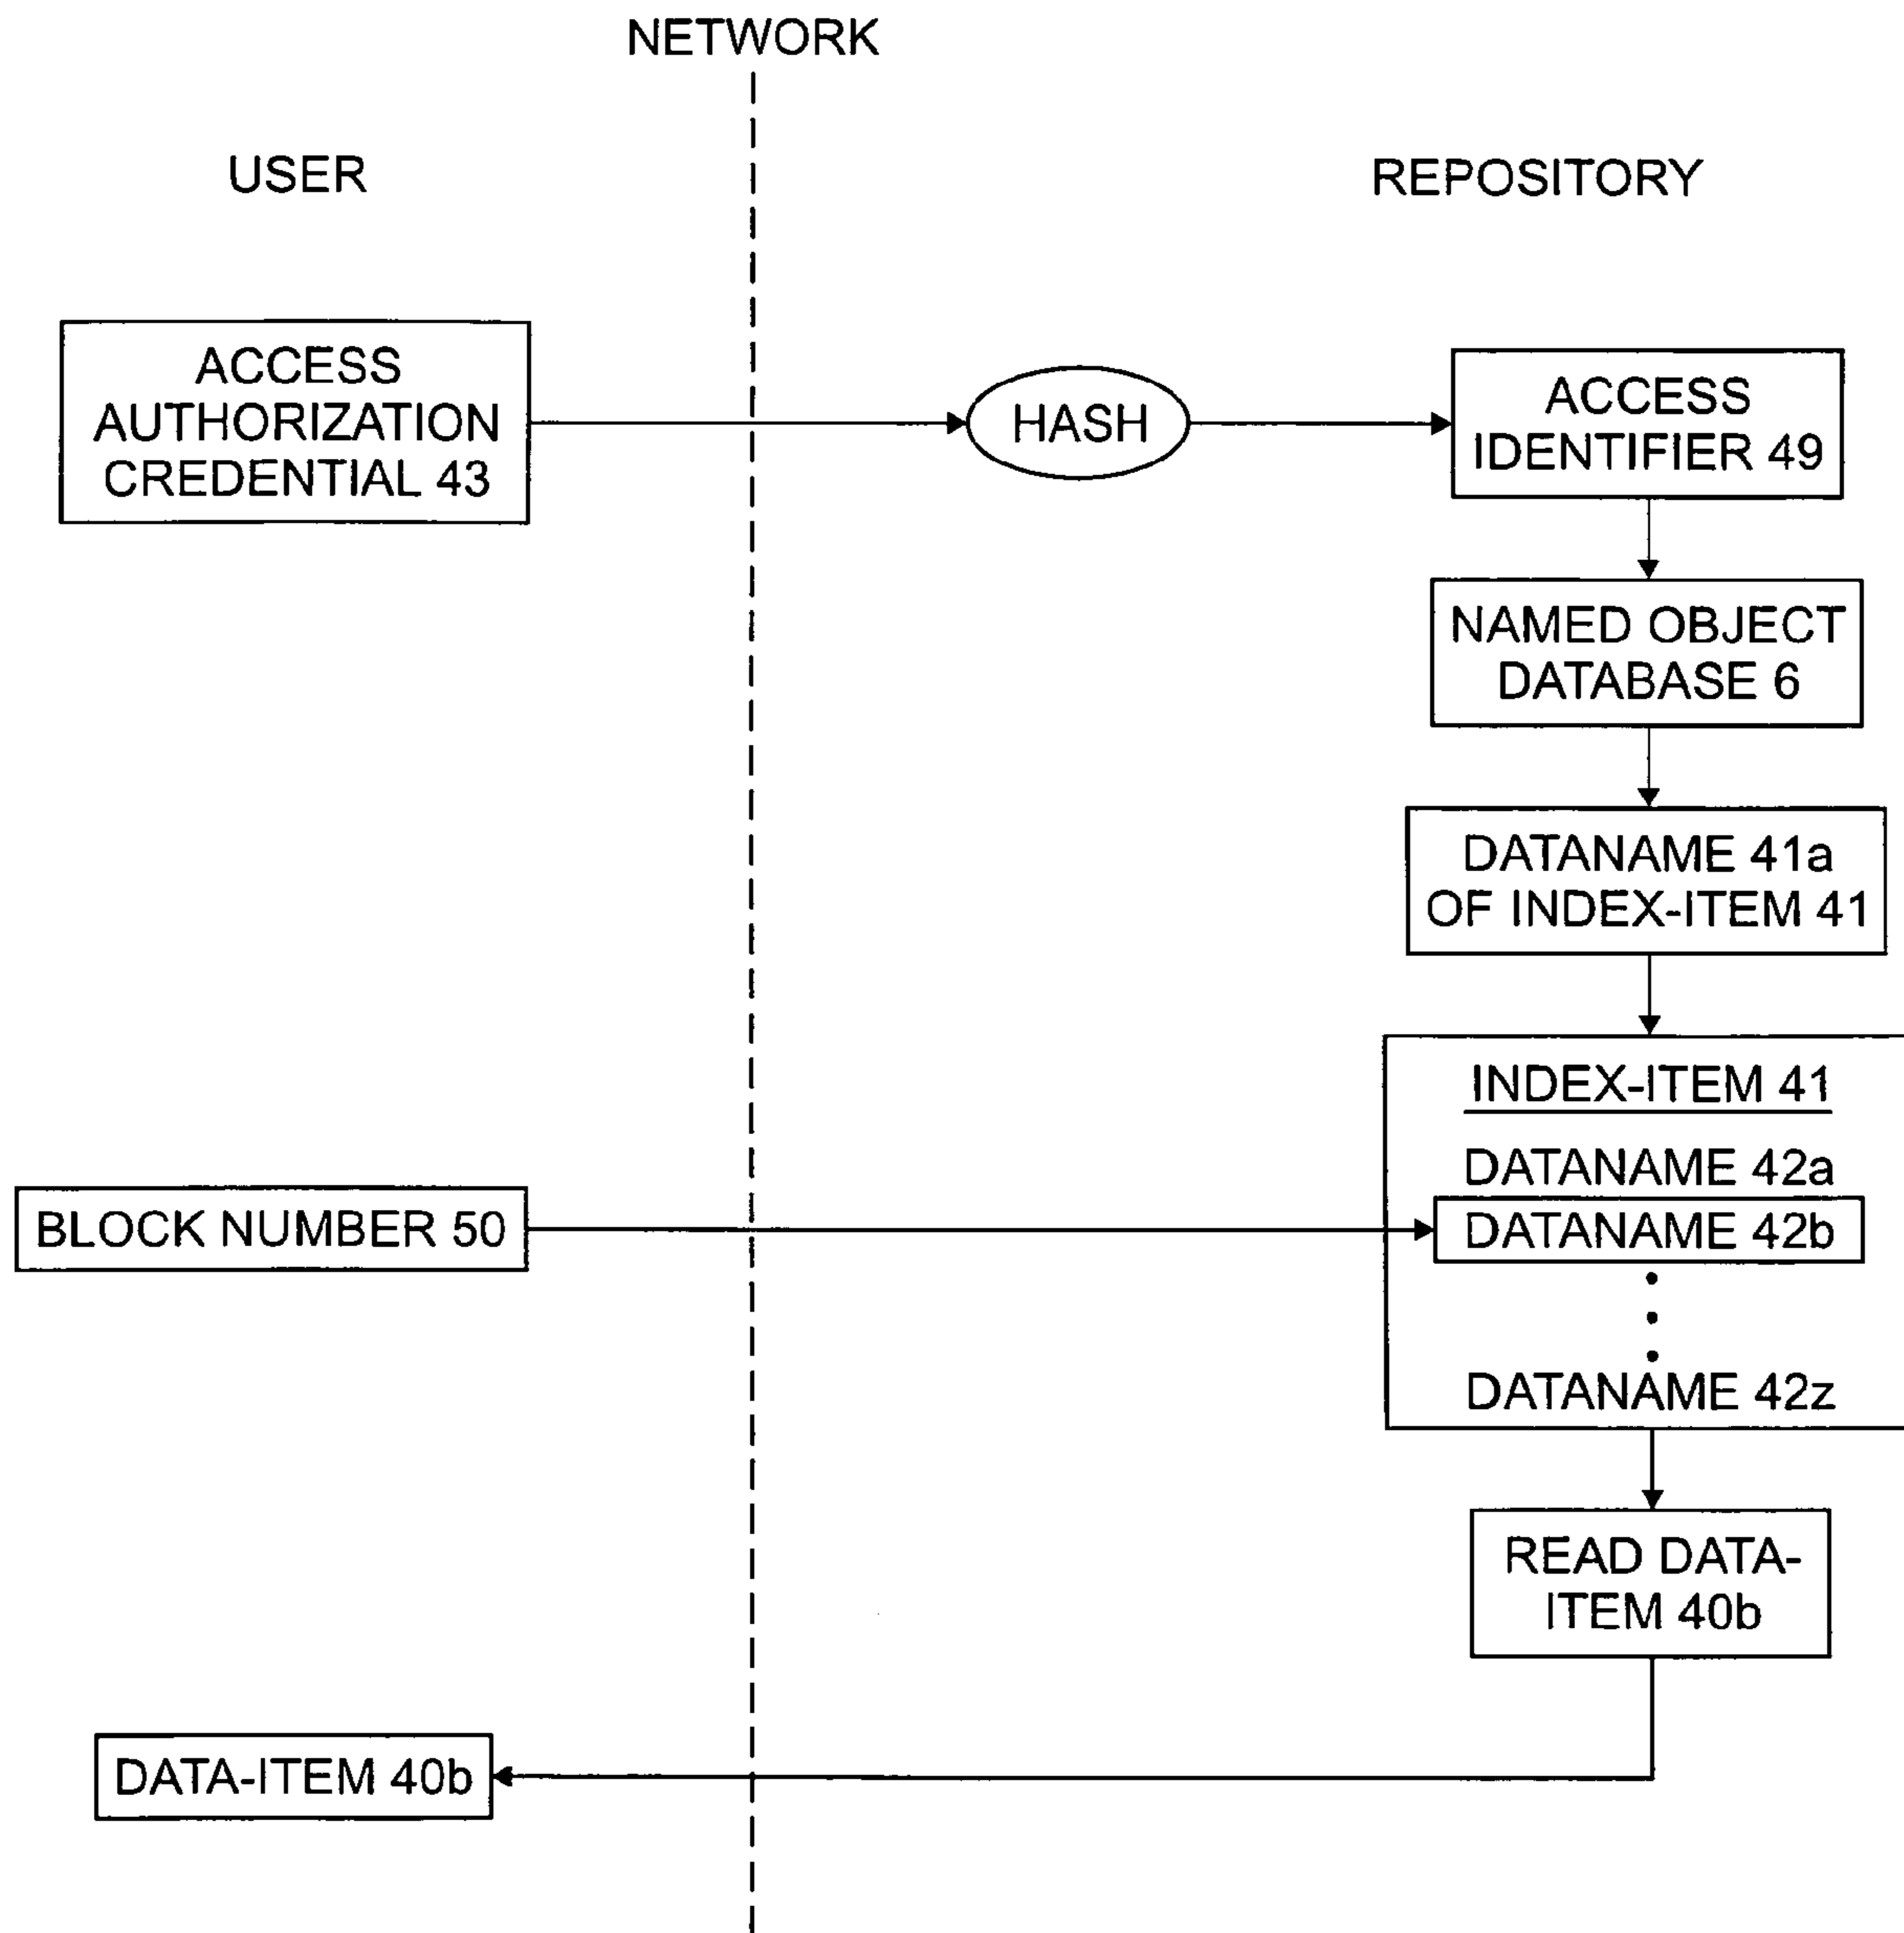 NETWORK
USER
REPOSITORY
ACCESS
AUTHORIZATION
CREDENTIAL 43
HASH
ACCESS
IDENTIFIER 49
NAMED OBJECT
DATABASE 6
DATANAME 41a
OF INDEX-ITEM 41
INDEX-ITEM 41
DATANAME 42a
BLOCK NUMBER 50
DATANAME 42b
DATANAME 42z
READ DATA-
ITEM 40b
DATA-ITEM 40b